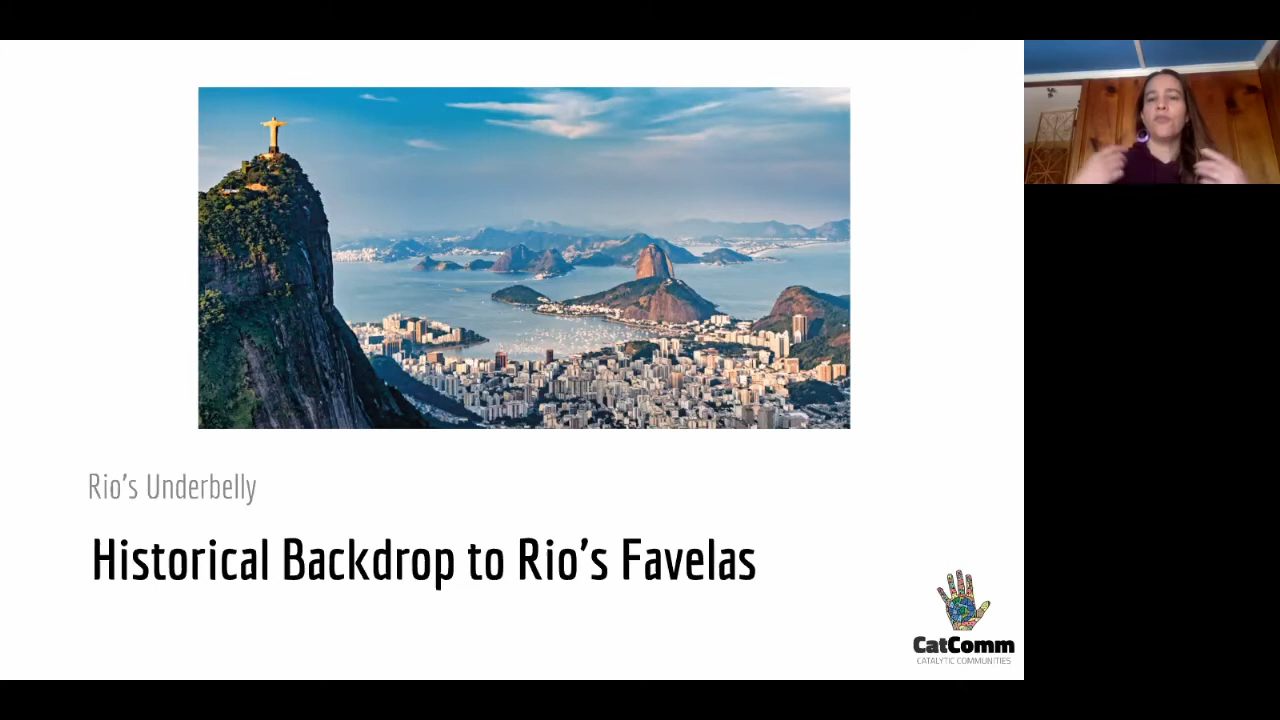 Rio's Underbelly
Historical Backdrop to Rio's Favelas
CatComm
CATALYTIC COMMUNITIES